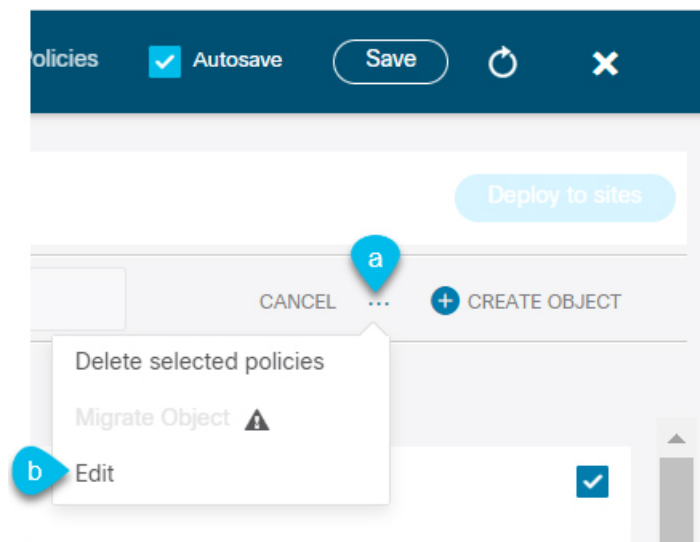 olicies Autosave Save
Deploy to sites
a
CANCEL ... CREATE OBJECT
Delete selected policies
Migrate Object
b Edit